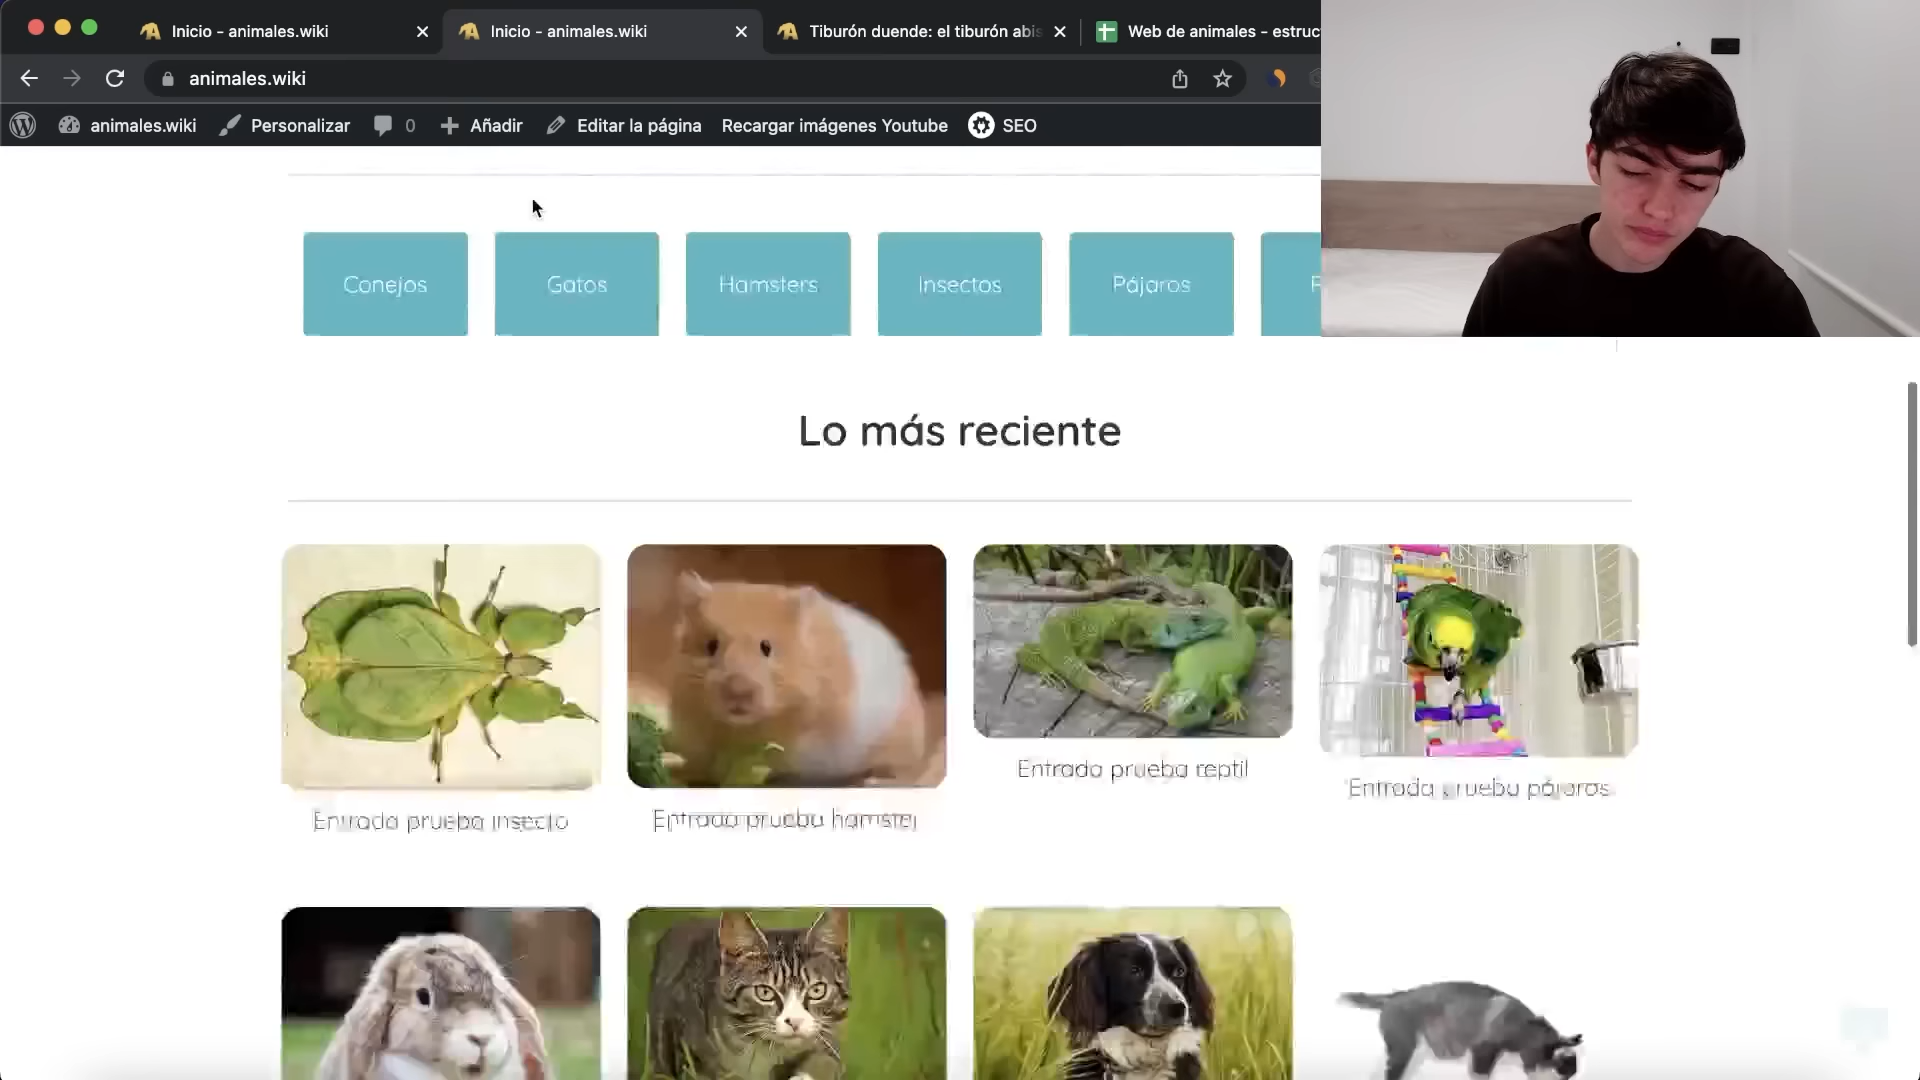 Inicio - animales.wiki
Inicio - animales.wiki
Tiburón duende: el tiburón abis
Web de animales - estruct
animales.wiki
animales.wiki
Personalizar
0
Añadir
Editar la página
Recargar imágenes Youtube
SEO
Conejos
Gatos
Hamsters
Insectos
Pájaros
Lo más reciente
Entrada prueba insecto
Entrada prueba hamster
Entrada prueba reptil
Entrada prueba pájaros